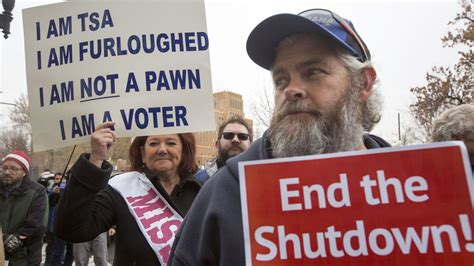 I AM TSA
I AM FURLOUGHED
I AM NOT A PAWN
I AM A VOTER
End the
Shutdown!